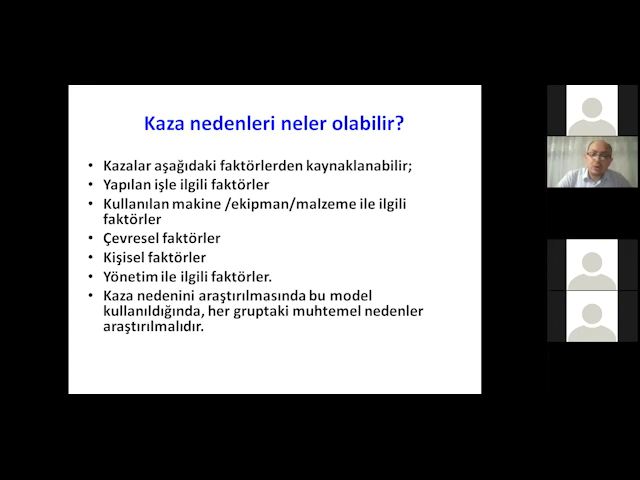 Kaza nedenleri neler olabilir?
• Kazalar aşağıdaki faktörlerden kaynaklanabilir;
• Yapılan işle ilgili faktörler
• Kullanılan makine /ekipman/malzeme ile ilgili
faktörler
• Çevresel faktörler
• Kişisel faktörler
• Yönetim ile ilgili faktörler.
• Kaza nedenini araştırılmasında bu model
kullanıldığında, her gruptaki muhtemel nedenler
araştırılmalıdır.